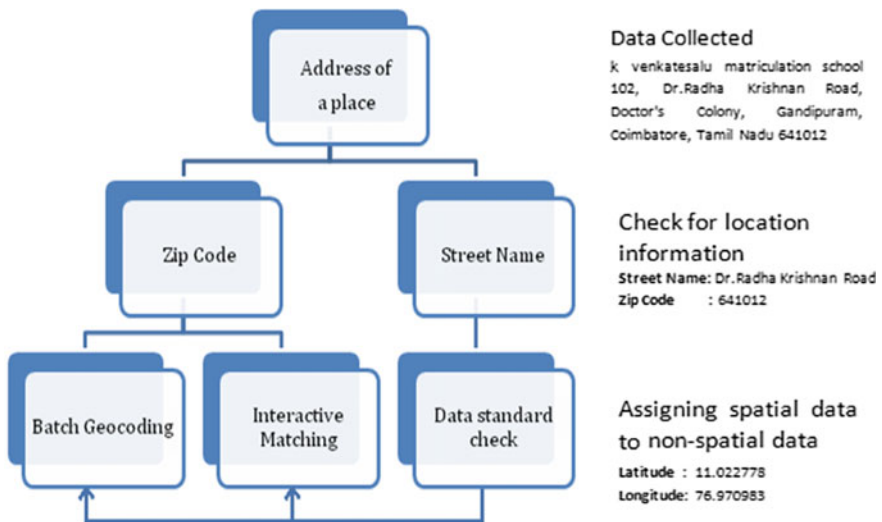 Address of
a place
Data Collected
k venkatesalu matriculation school
102, Dr.Radha Krishnan Road,
Doctor's Colony, Gandipuram,
Coimbatore, Tamil Nadu 641012
Zip Code
Street Name
Check for location
information
Street Name: Dr.Radha Krishnan Road
Zip Code : 641012
Batch Geocoding
Interactive
Matching
Data standard
check
Assigning spatial data
to non-spatial data
Latitude : 11.022778
Longitude: 76.970983